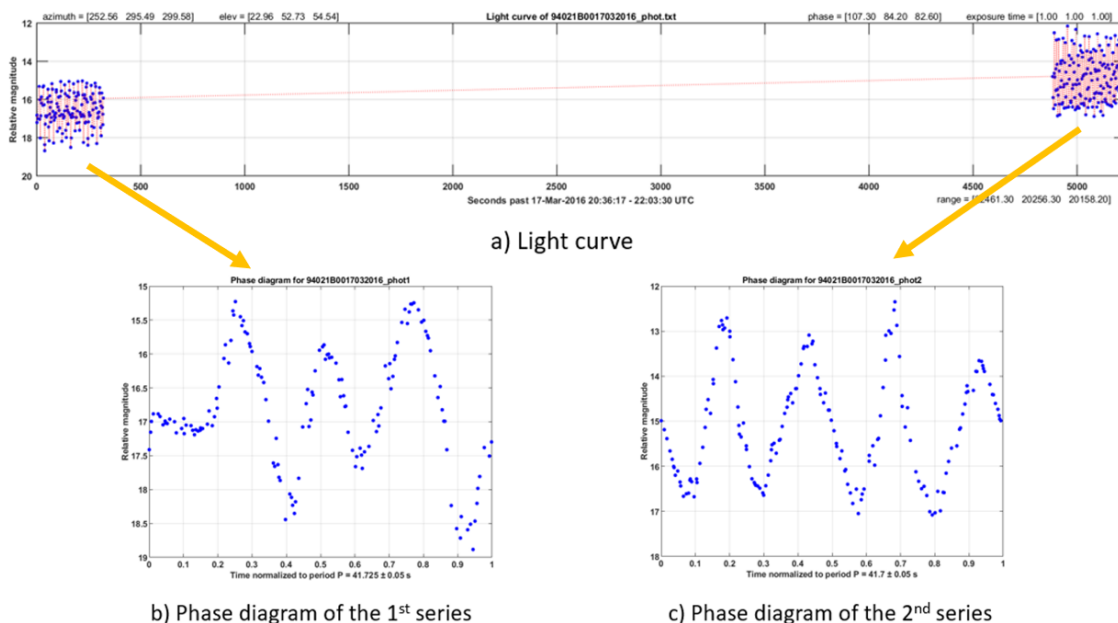 azimuth = [252.56 295.49 299.58] elev = [22.96 52.73 54.54] Light curve of 94021B0017032016_phot.txt phase = [107.30 84.20 82.60] exposure time = [1.00 1.00 1.00]
12
14
16
18
20
Relative magnitude
0 500 1000 1500 2000 2500 3000 3500 4000 4500 5000
Seconds past 17-Mar-2016 20:36:17 - 22:03:30 UTC
range = 461.30 20256.30 20158.20]
a) Light curve
Phase diagram for 94021B0017032016_phot1
15
15.5
16
16.5
17
17.5
18
18.5
19
Relative magnitude
0 0.1 0.2 0.3 0.4 0.5 0.6 0.7 0.8 0.9 1
Time normalized to period P = 41.725 ± 0.05 s
b) Phase diagram of the 1st series
Phase diagram for 94021B0017032016_phot2
12
13
14
15
16
17
18
Relative magnitude
0 0.1 0.2 0.3 0.4 0.5 0.6 0.7 0.8 0.9 1
Time normalized to period P = 41.7 ± 0.05 s
c) Phase diagram of the 2nd series